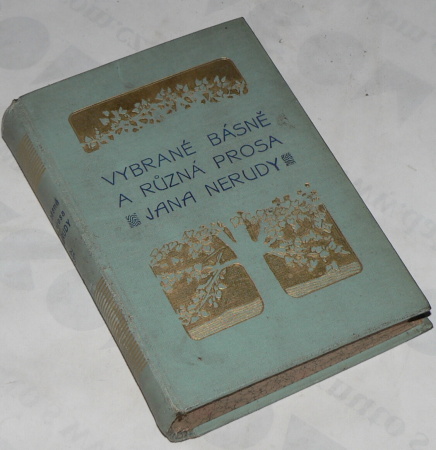 VYBRANÉ BÁSNĚ
A RŮZNÁ PROSA
JANA NERUDY